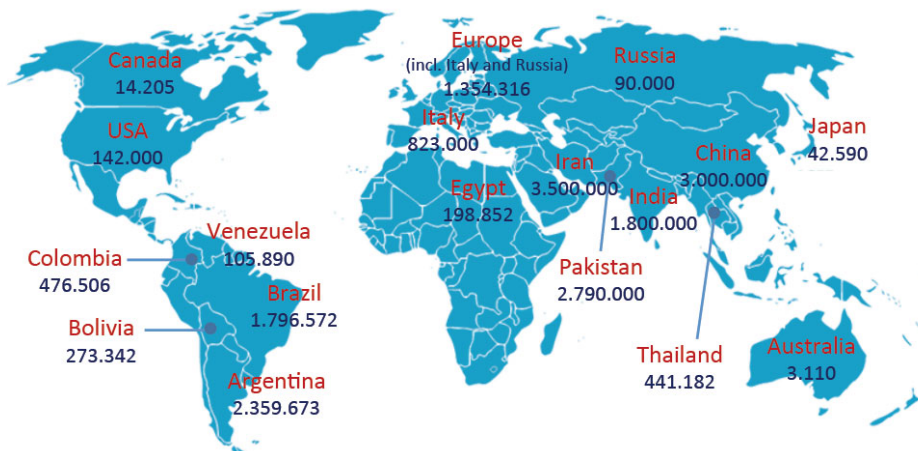 Canada
14.205
USA
142.000
Europe
(incl. Italy and Russia)
1.354.316
Russia
90.000
Italy
823.000
Japan
42.590
China
3.000.000
Iran
3.500.000
India
1.800.000
Egypt
198.852
Venezuela
105.890
Colombia
476.506
Pakistan
2.790.000
Brazil
1.796.572
Bolivia
273.342
Thailand
441.182
Australia
3.110
Argentina
2.359.673